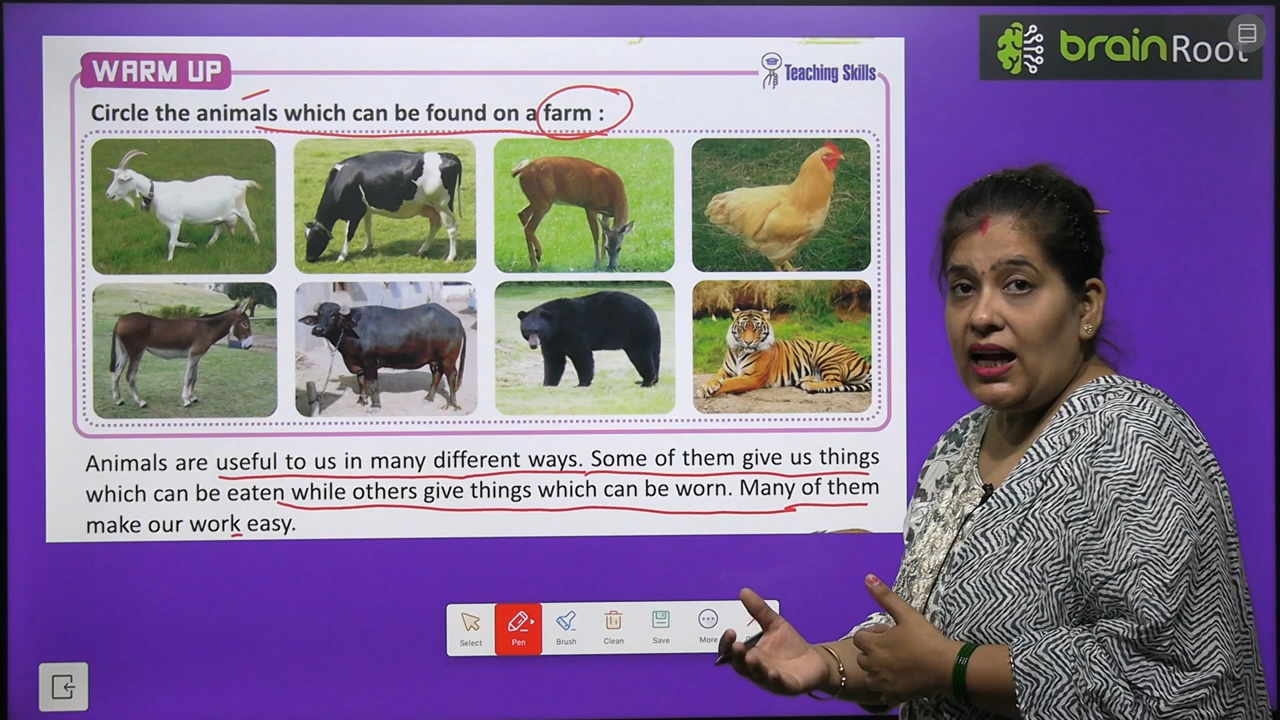 brainRoot
WARM UP
Teaching Skills
Circle the animals which can be found on a farm :
Animals are useful to us in many different ways. Some of them give us things
which can be eaten while others give things which can be worn. Many of them
make our work easy.
Select
Pen
Brush
Clean
Save
More